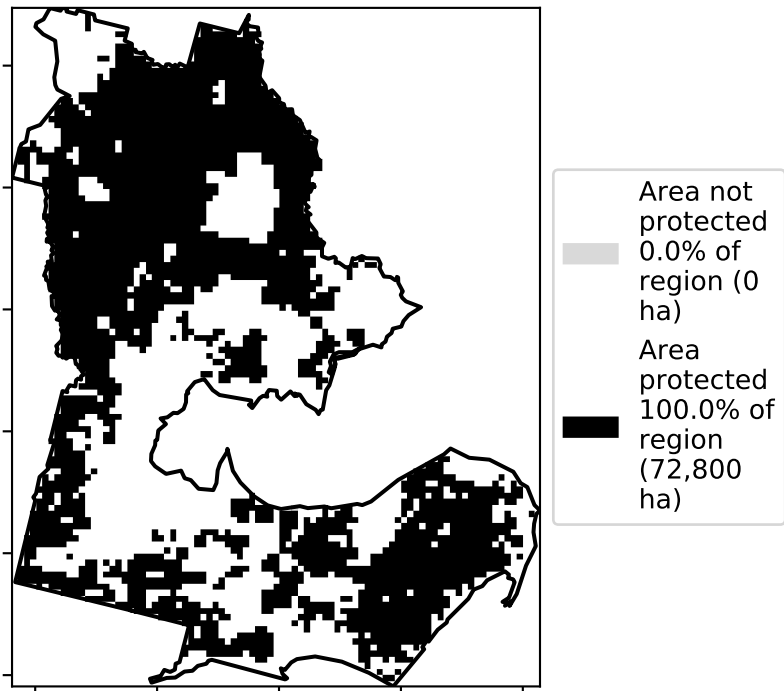 Area not
protected
0.0% of
region (0
ha)
Area
protected
100.0% of
region
(72,800
ha)